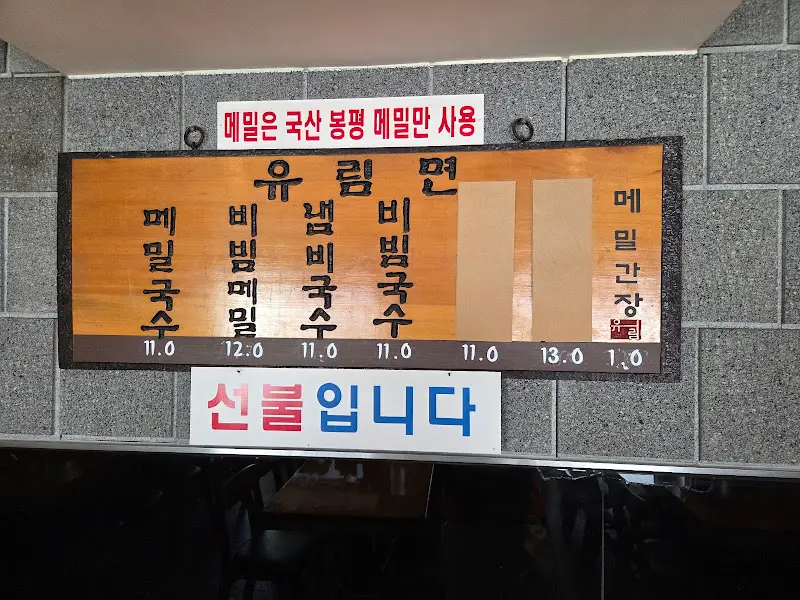 메밀은 국산 봉평 메밀만 사용
유림면
메밀국수
비빔메밀
냄비국수
비빔국수
메밀간장
유림
11.0
12.0
11.0
11.0
11.0
13.0
1.0
선불입니다